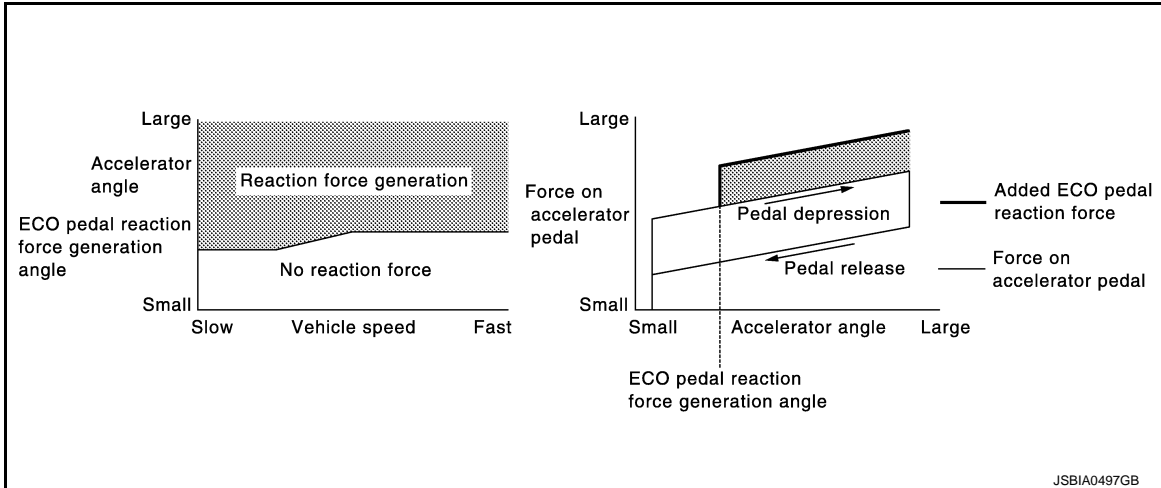 Large
Accelerator
angle
ECO pedal reaction
force generation
angle
Small
Reaction force generation
No reaction force
Slow
Vehicle speed
Fast
Large
Force on
accelerator
pedal
Small
Pedal depression
Pedal release
Small
Accelerator angle
Large
ECO pedal reaction
force generation angle
Added ECO pedal
reaction force
Force on
accelerator pedal
JSBIA0497GB